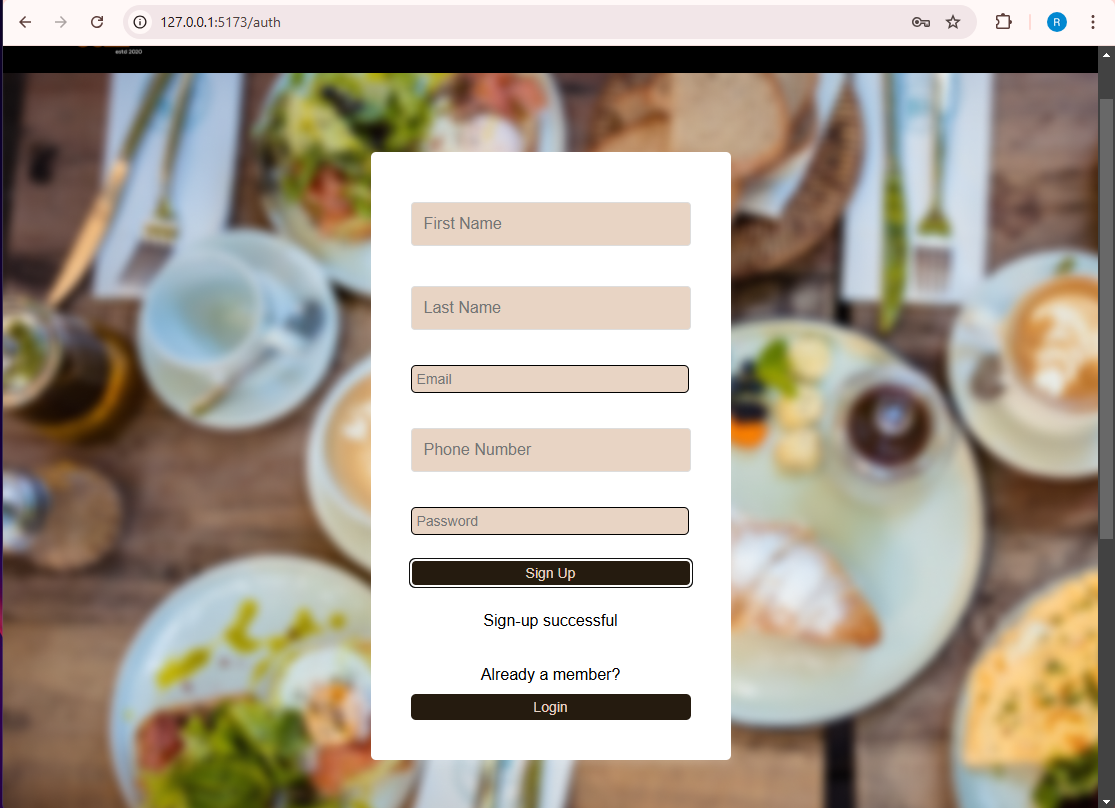 127.0.0.1:5173/auth
R
estd 2020
First Name
Last Name
Email
Phone Number
Password
Sign Up
Sign-up successful
Already a member?
Login